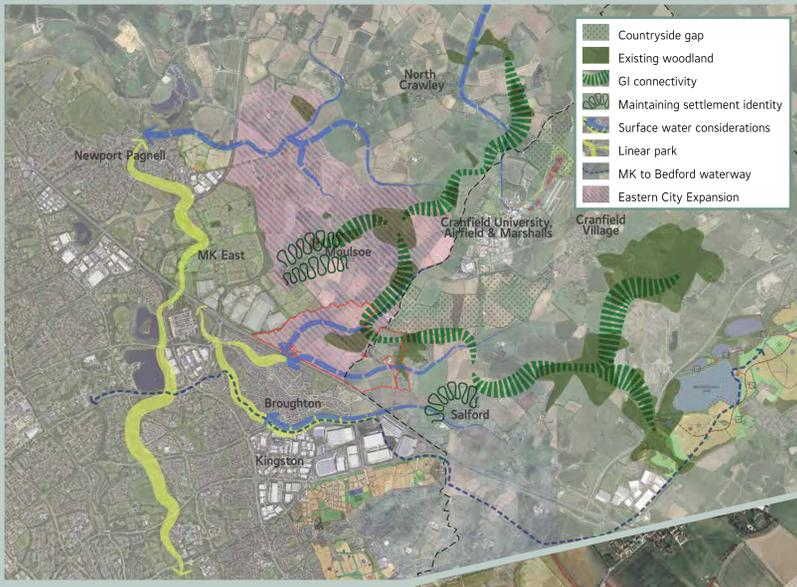 Countryside gap
Existing woodland
GI connectivity
Maintaining settlement identity
Surface water considerations
Linear park
MK to Bedford waterway
Eastern City Expansion
North
Crawley
Newport Pagnell
Cranfield University,
Airfield & Marshalls
Cranfield
Village
Moulsoe
MK East
Broughton
Salford
Kingston